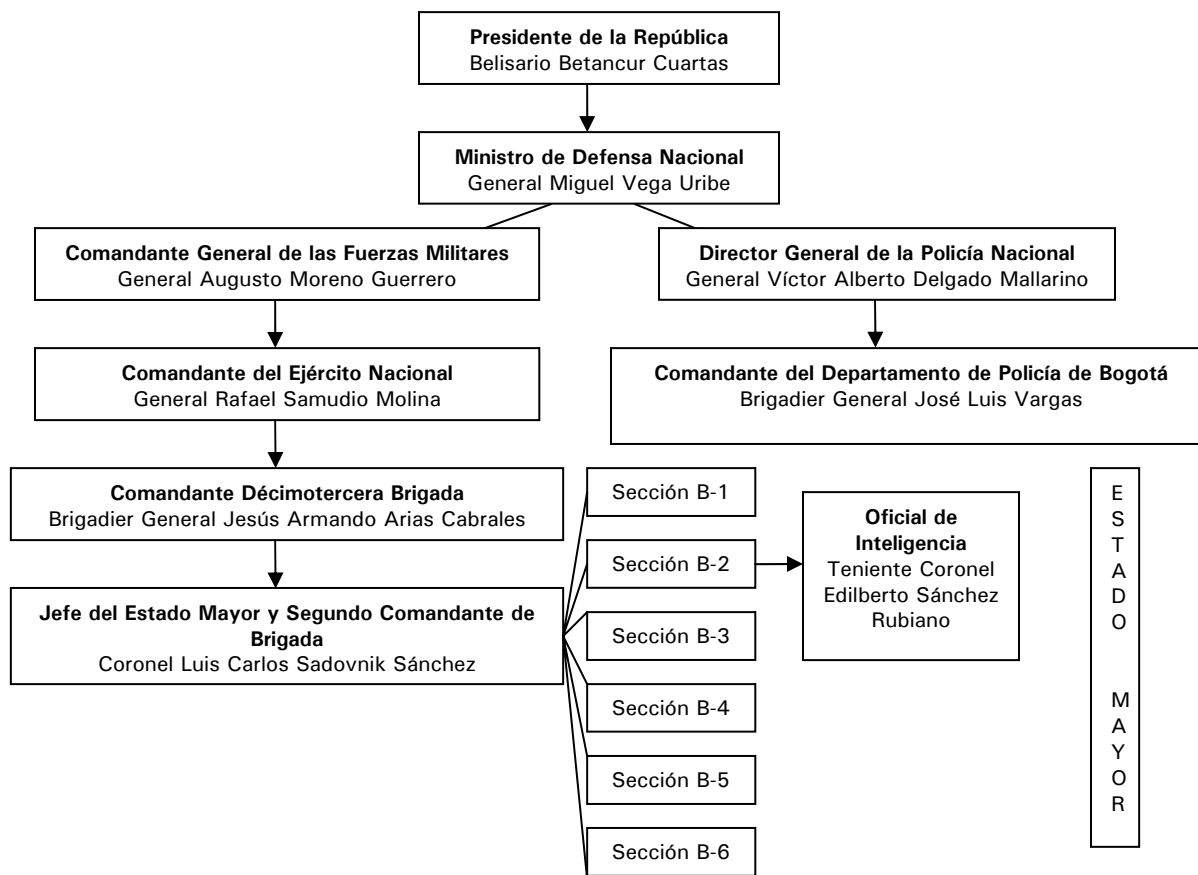 Presidente de la República
Belisario Betancur Cuartas
Ministro de Defensa Nacional
General Miguel Vega Uribe
Comandante General de las Fuerzas Militares
General Augusto Moreno Guerrero
Director General de la Policía Nacional
General Víctor Alberto Delgado Mallarino
Comandante del Ejército Nacional
General Rafael Samudio Molina
Comandante del Departamento de Policía de Bogotá
Brigadier General José Luis Vargas
Comandante Décimotercera Brigada
Brigadier General Jesús Armando Arias Cabrales
Jefe del Estado Mayor y Segundo Comandante de
Brigada
Coronel Luis Carlos Sadovnik Sánchez
Sección B-1
Sección B-2
Sección B-3
Sección B-4
Sección B-5
Sección B-6
Oficial de
Inteligencia
Teniente Coronel
Edilberto Sánchez
Rubiano
ESTADO MAYOR